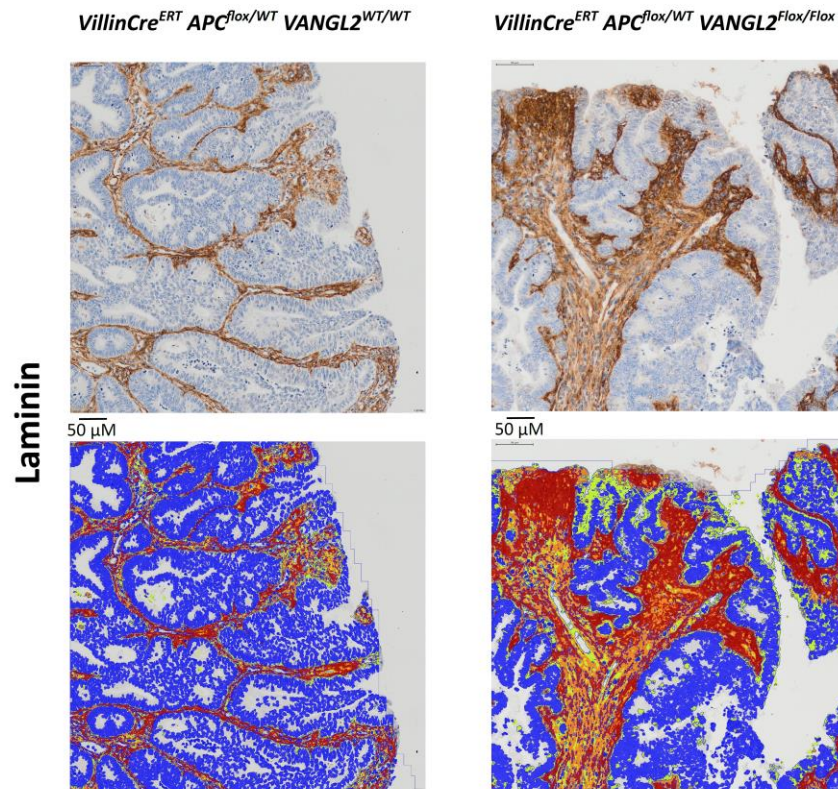 VillinCreᴱᴿᵀ APCᶠˡᵒˣ/ᵂᵀ VANGL2ᵂᵀ/ᵂᵀ
VillinCreᴱᴿᵀ APCᶠˡᵒˣ/ᵂᵀ VANGL2ᶠˡᵒˣ/ᶠˡᵒˣ
Laminin
50 μM
50 μM